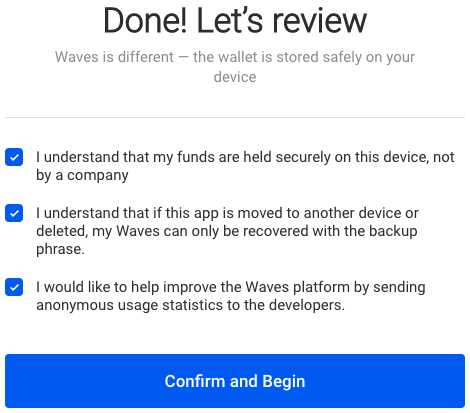 Done! Let’s review
Waves is different — the wallet is stored safely on your
device
I understand that my funds are held securely on this device, not
by a company
I understand that if this app is moved to another device or
deleted, my Waves can only be recovered with the backup
phrase.
I would like to help improve the Waves platform by sending
anonymous usage statistics to the developers.
Confirm and Begin